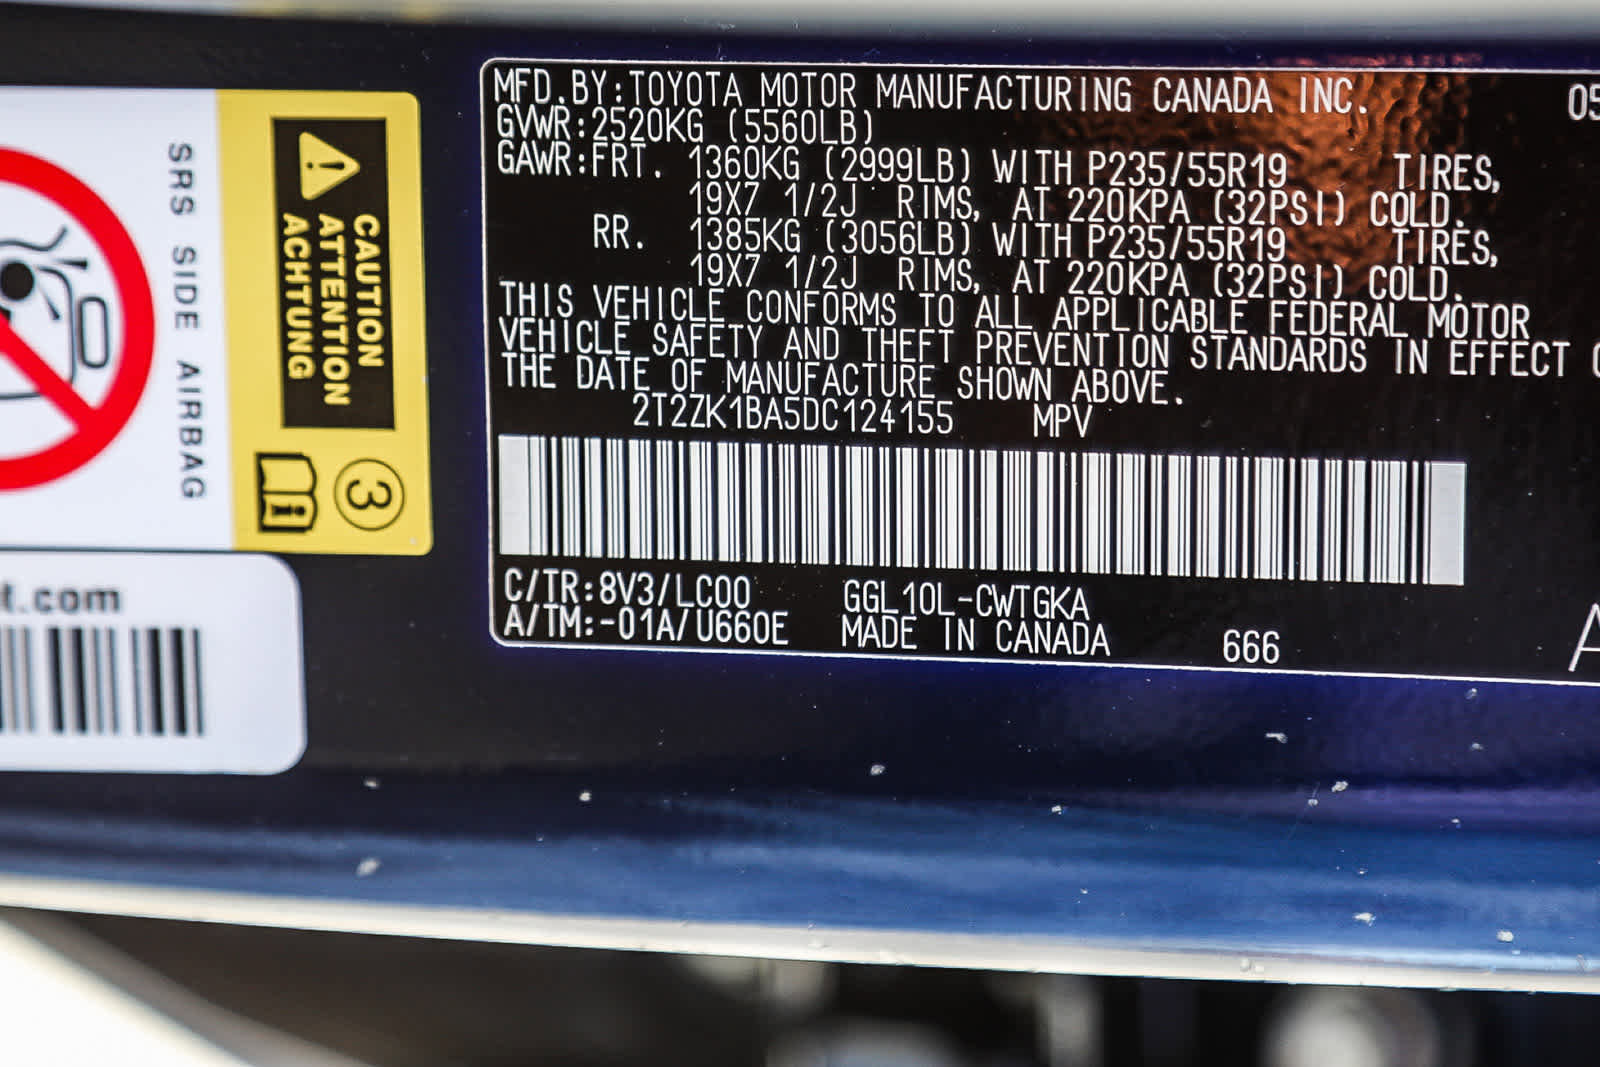 MFD.BY:TOYOTA MOTOR MANUFACTURING CANADA INC. 05
GVWR:2520KG (5560LB)
GAWR:FRT. 1360KG (2999LB) WITH P235/55R19 TIRES,
19X7 1/2J RIMS, AT 220KPA (32PSI) COLD.
RR. 1385KG (3056LB) WITH P235/55R19 TIRES,
19X7 1/2J RIMS, AT 220KPA (32PSI) COLD.
THIS VEHICLE CONFORMS TO ALL APPLICABLE FEDERAL MOTOR
VEHICLE SAFETY AND THEFT PREVENTION STANDARDS IN EFFECT
THE DATE OF MANUFACTURE SHOWN ABOVE.
2T2ZK1BA5DC124155 MPV
C/TR:8V3/LC00 GGL10L-CWTGKA
A/TM:-01A/U660E MADE IN CANADA 666
A
SRS SIDE AIRBAG
CAUTION
ATTENTION
ACHTUNG
3
t.com